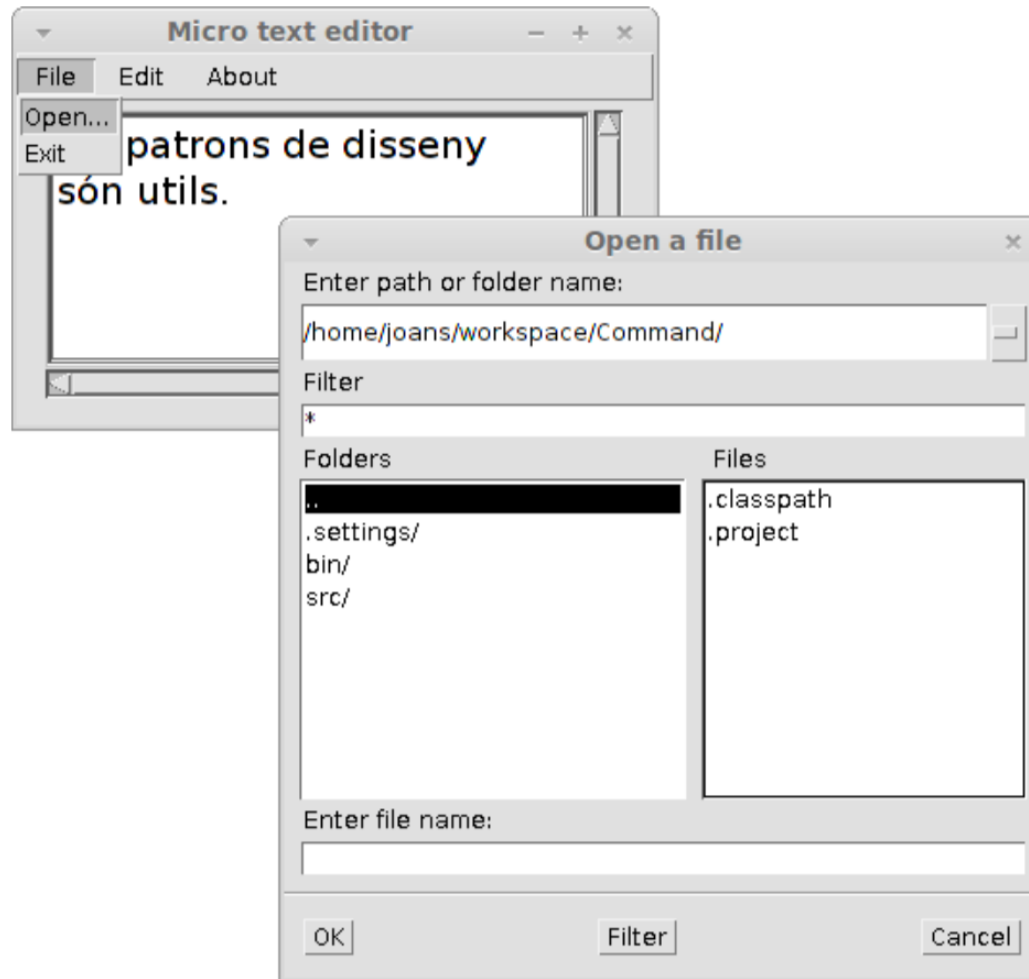 Micro text editor
File Edit About
Open...
Exit
patrons de disseny
són utils.
Open a file
Enter path or folder name:
/home/joans/workspace/Command/
Filter
*
Folders
..
.settings/
bin/
src/
Files
.classpath
.project
Enter file name:
OK Filter Cancel